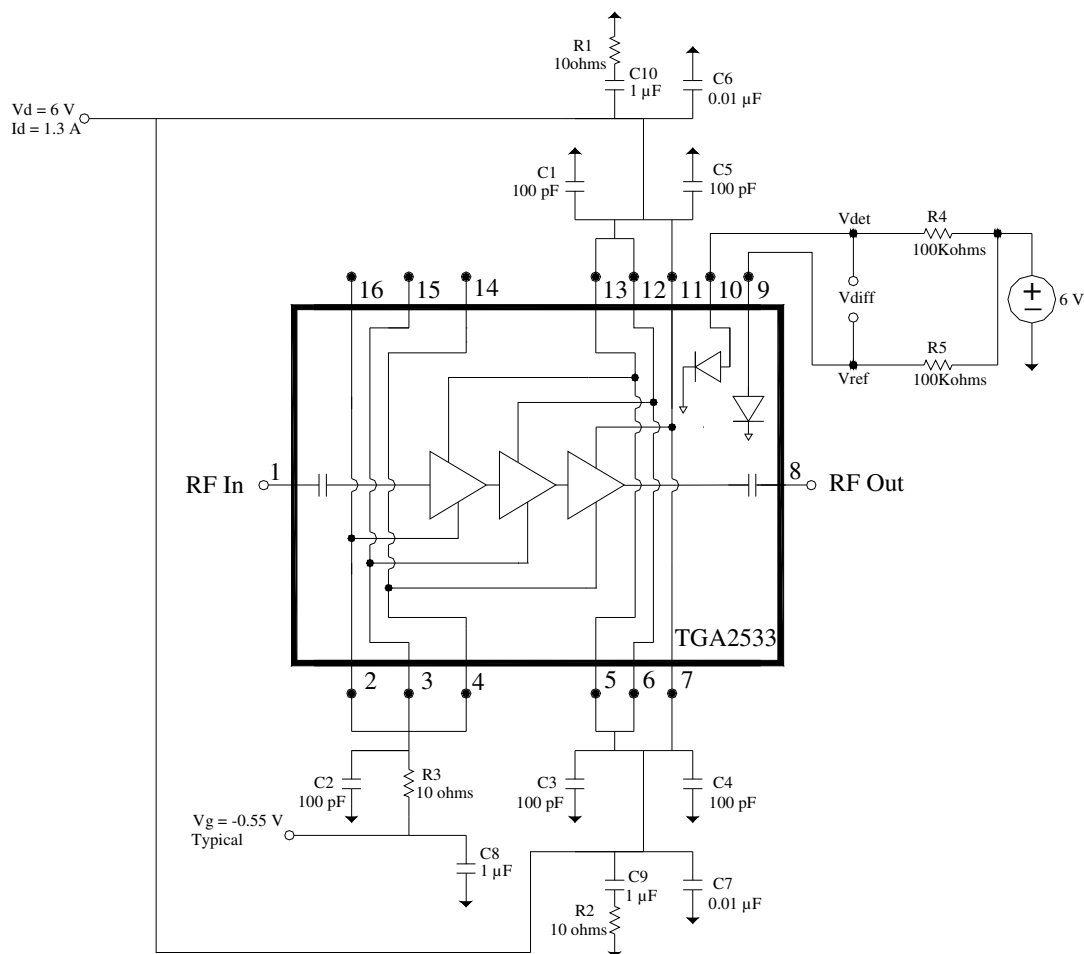 R1
10ohms
C10
1 µF
C6
0.01 µF
Vd = 6 V
Id = 1.3 A
C1
100 pF
C5
100 pF
Vdet
R4
100Kohms
16
15
14
13
12
11
10
9
Vdiff
+
−
6 V
Vref
R5
100Kohms
RF In
1
8
RF Out
TGA2533
2
3
4
5
6
7
C2
100 pF
R3
10 ohms
C3
100 pF
C4
100 pF
Vg = -0.55 V
Typical
C8
1 µF
C9
1 µF
C7
0.01 µF
R2
10 ohms